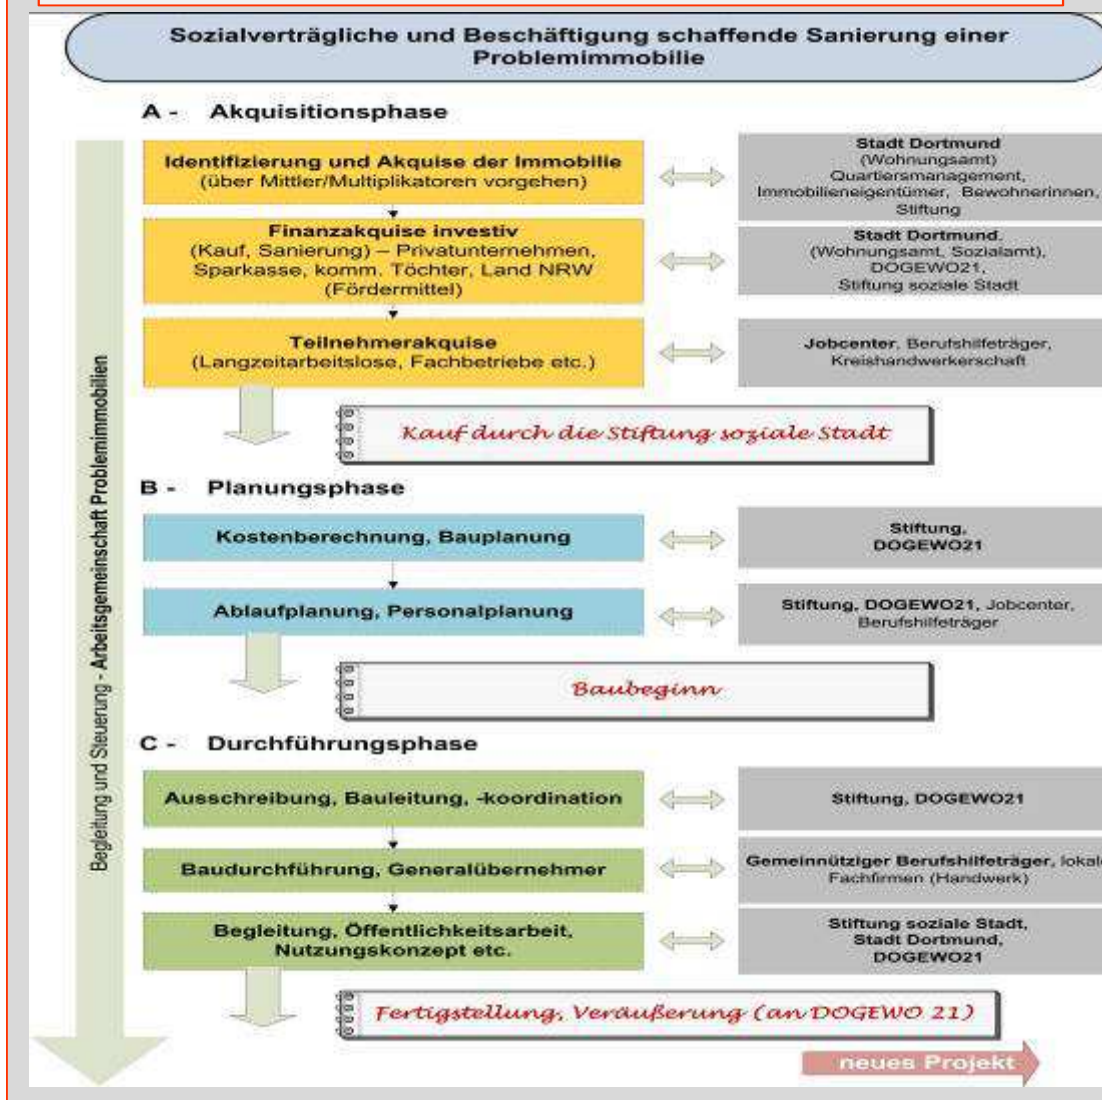 Sozialverträgliche und Beschäftigung schaffende Sanierung einer
Problemimmobilie
A - Akquisitionsphase
Identifizierung und Akquise der Immobilie
(über Mittler/Multiplikatoren vorgehen)
Stadt Dortmund
(Wohnungsamt)
Quartiersmanagement,
Immobilieneigentümer, Bewohnerinnen,
Stiftung
Finanzakquise investiv
(Kauf, Sanierung) – Privatunternehmen,
Sparkasse, komm. Töchter, Land NRW
(Fördermittel)
Stadt Dortmund,
(Wohnungsamt, Sozialamt),
DOGEWO21,
Stiftung soziale Stadt
Teilnehmerakquise
(Langzeitarbeitslose, Fachbetriebe etc.)
Jobcenter, Berufshilfeträger,
Kreishandwerkerschaft
Kauf durch die Stiftung soziale Stadt
B - Planungsphase
Kostenberechnung, Bauplanung
Stiftung,
DOGEWO21
Ablaufplanung, Personalplanung
Stiftung, DOGEWO21, Jobcenter,
Berufshilfeträger
Baubeginn
C - Durchführungsphase
Ausschreibung, Bauleitung, -koordination
Stiftung, DOGEWO21
Baudurchführung, Generalübernehmer
Gemeinnütziger Berufshilfeträger, lokale
Fachfirmen (Handwerk)
Begleitung, Öffentlichkeitsarbeit,
Nutzungskonzept etc.
Stiftung soziale Stadt,
Stadt Dortmund,
DOGEWO21
Fertigstellung, Veräußerung (an DOGEWO 21)
neues Projekt
Begleitung und Steuerung - Arbeitsgemeinschaft Problemimmobilien